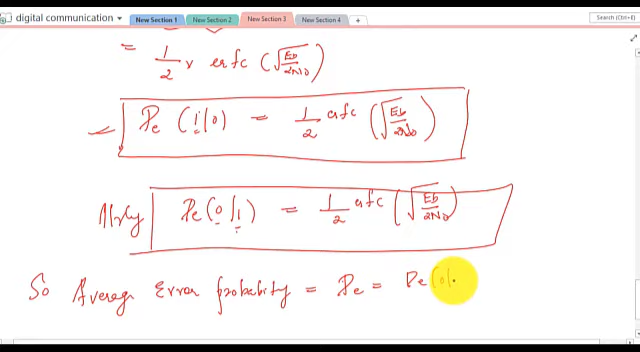 digital communication New Section 1 New Section 2 New Section 3 New Section 4 + Search (Ctrl+E)
= 1/2 × erfc (√Eb/2N0)
Pe (1|0) = 1/2 erfc (√Eb/2N0)
Pe (0|1) = 1/2 erfc (√Eb/2N0)
So Average Error probability = Pe = Pe (0|